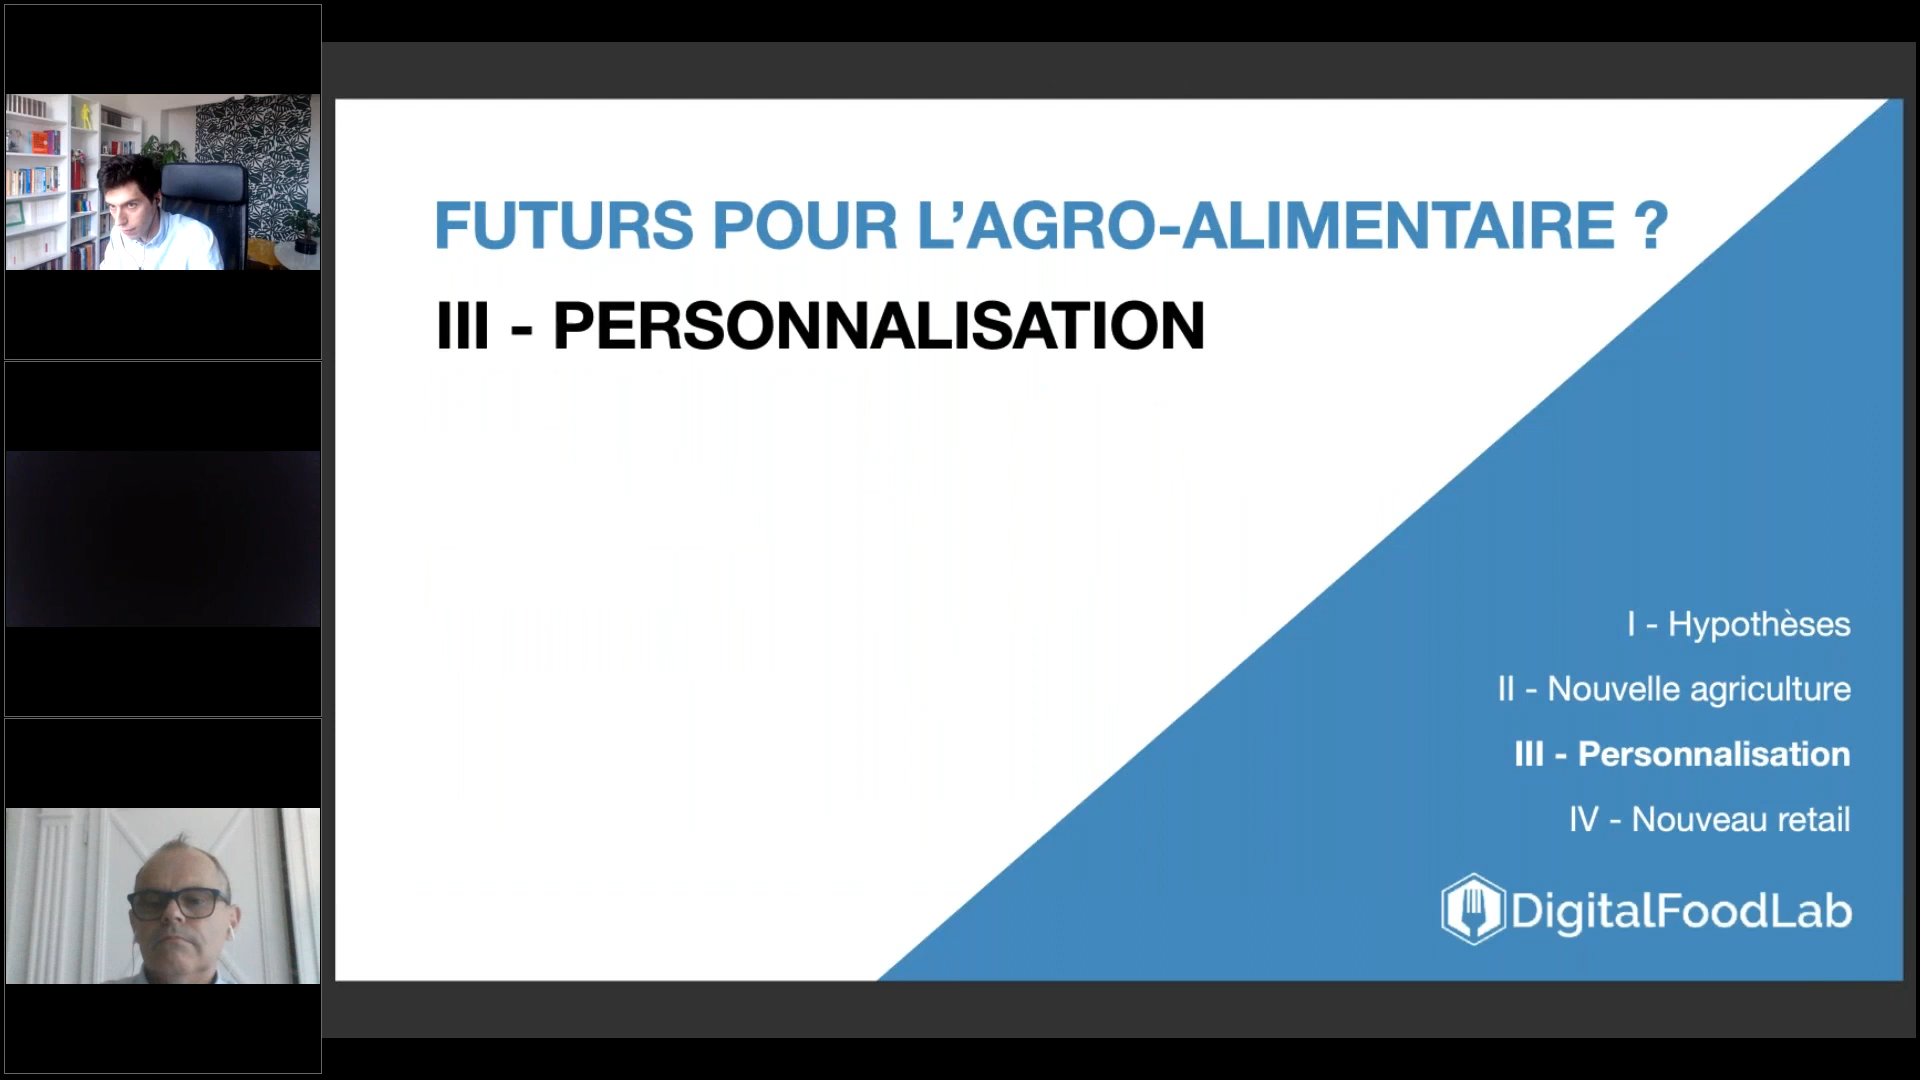 FUTURS POUR L’AGRO-ALIMENTAIRE ?
III - PERSONNALISATION
I - Hypothèses
II - Nouvelle agriculture
III - Personnalisation
IV - Nouveau retail
DigitalFoodLab